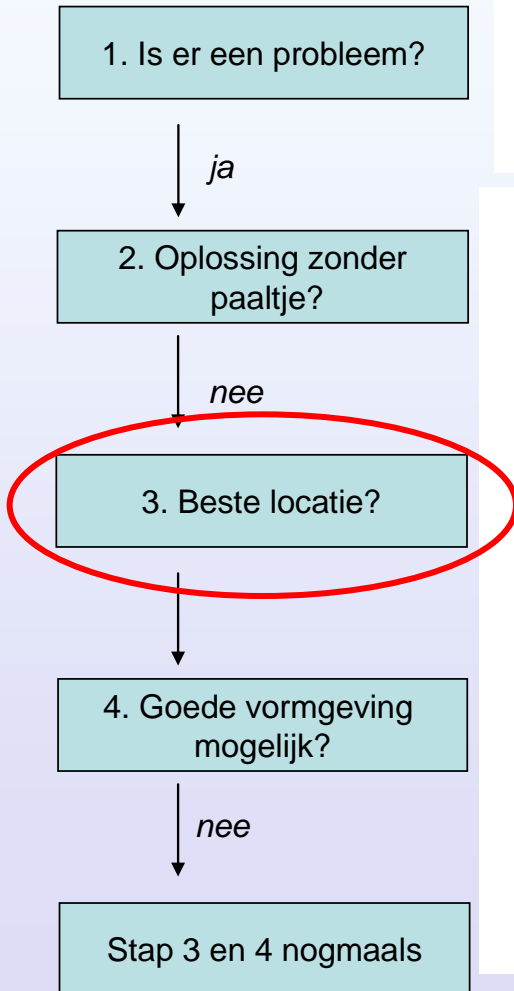 1. Is er een probleem?
ja
2. Oplossing zonder
paaltje?
nee
3. Beste locatie?
4. Goede vormgeving
mogelijk?
nee
Stap 3 en 4 nogmaals